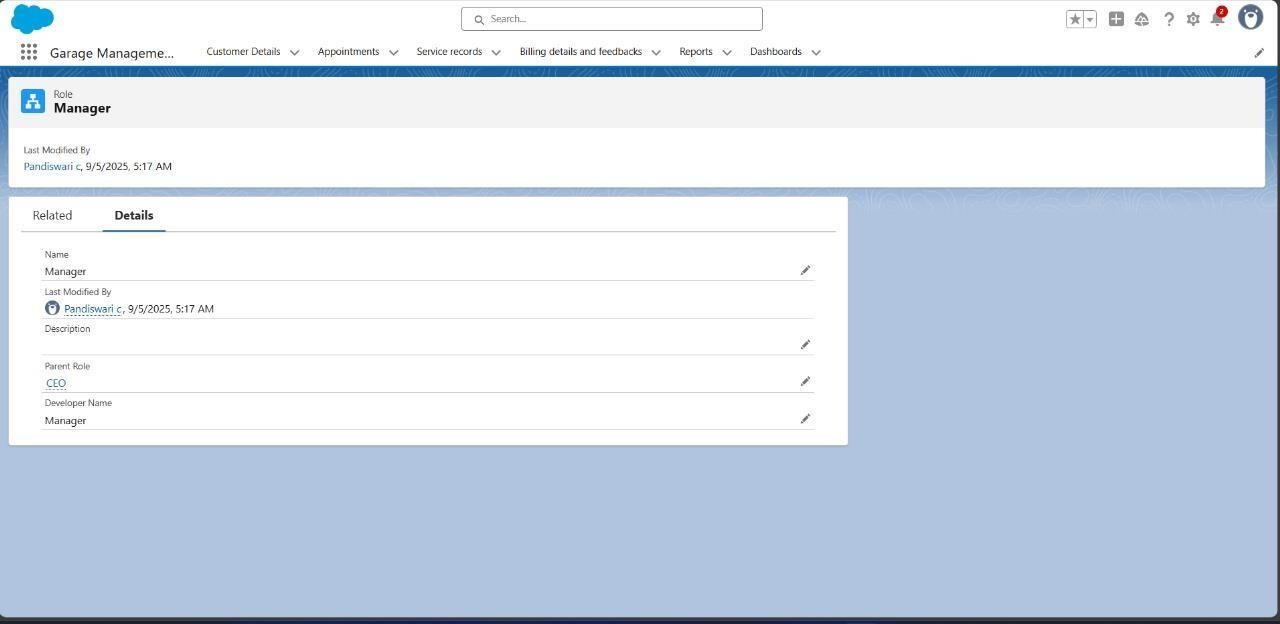 Search...
2
Garage Manageme...
Customer Details
Appointments
Service records
Billing details and feedbacks
Reports
Dashboards
Role
Manager
Last Modified By
Pandiswari c, 9/5/2025, 5:17 AM
Related
Details
Name
Manager
Last Modified By
Pandiswari c, 9/5/2025, 5:17 AM
Description
Parent Role
CEO
Developer Name
Manager